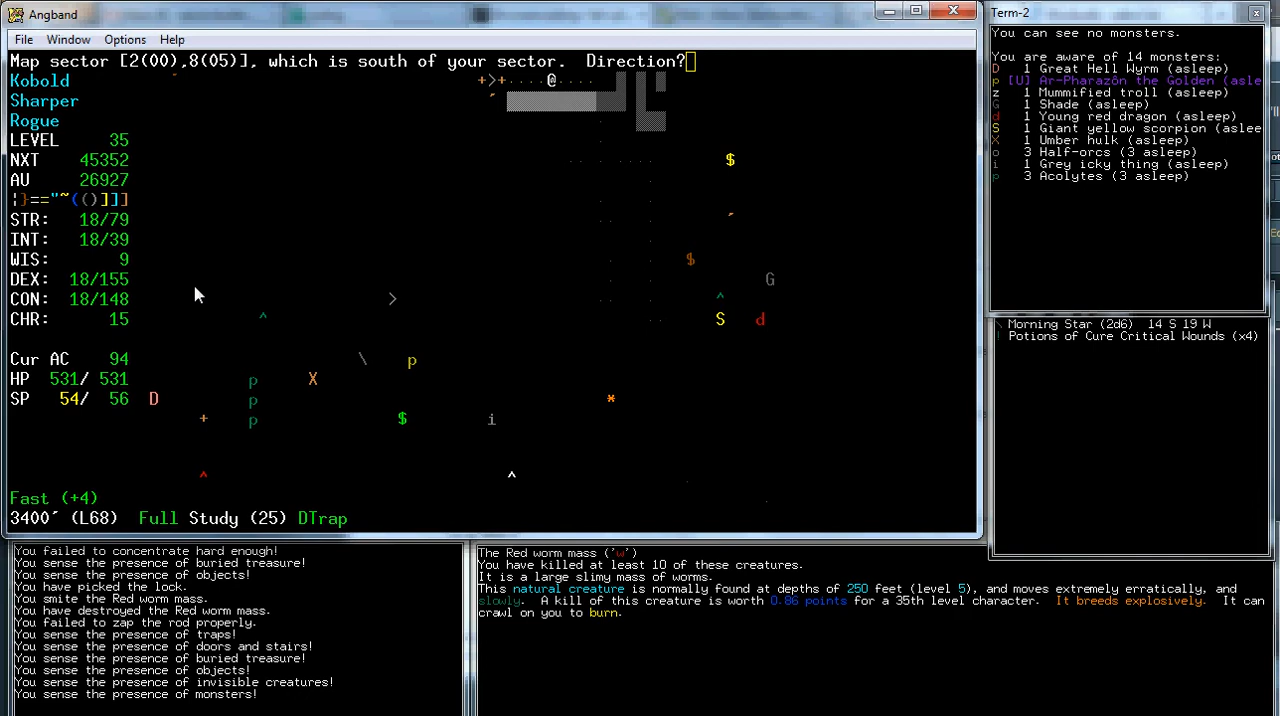 Angband
File Window Options Help
Map sector [2(00),8(05)], which is south of your sector. Direction?
Kobold
Sharper
Rogue
LEVEL 35
NXT 45352
AU 26927
¦}=="~(()]]]
STR: 18/79
INT: 18/39
WIS: 9
DEX: 18/155
CON: 18/148
CHR: 15
Cur AC 94
HP 531/ 531
SP 54/ 56
Fast (+4)
3400´ (L68) Full Study (25) DTrap
+>+....@....
$
$
G
>
^
^
S d
\ p
p X
D p *
+ p $ i
^ ^
Term-2
You can see no monsters.
You are aware of 14 monsters:
D 1 Great Hell Wyrm (asleep)
p [U] Ar-Pharazôn the Golden (asle
z 1 Mummified troll (asleep)
G 1 Shade (asleep)
d 1 Young red dragon (asleep)
S 1 Giant yellow scorpion (aslee
X 1 Umber hulk (asleep)
o 3 Half-orcs (3 asleep)
i 1 Grey icky thing (asleep)
p 3 Acolytes (3 asleep)
\ Morning Star (2d6) 14 S 19 W
Potions of Cure Critical Wounds (x4)
You failed to concentrate hard enough!
You sense the presence of buried treasure!
You sense the presence of objects!
You have picked the lock.
You smite the Red worm mass.
You have destroyed the Red worm mass.
You failed to zap the rod properly.
You sense the presence of traps!
You sense the presence of doors and stairs!
You sense the presence of buried treasure!
You sense the presence of objects!
You sense the presence of invisible creatures!
You sense the presence of monsters!
The Red worm mass ('w')
You have killed at least 10 of these creatures.
It is a large slimy mass of worms.
This natural creature is normally found at depths of 250 feet (level 5), and moves extremely erratically, and
slowly. A kill of this creature is worth 0.86 points for a 35th level character. It breeds explosively. It can
crawl on you to burn.